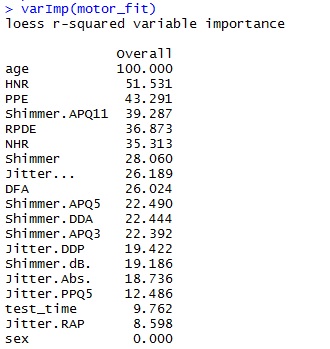 > varImp(motor_fit)
loess r-squared variable importance
Overall
age 100.000
HNR 51.531
PPE 43.291
Shimmer.APQ11 39.287
RPDE 36.873
NHR 35.313
Shimmer 28.060
Jitter... 26.189
DFA 26.024
Shimmer.APQ5 22.490
Shimmer.DDA 22.444
Shimmer.APQ3 22.392
Jitter.DDP 19.422
Shimmer.dB. 19.186
Jitter.Abs. 18.736
Jitter.PPQ5 12.486
test_time 9.762
Jitter.RAP 8.598
sex 0.000